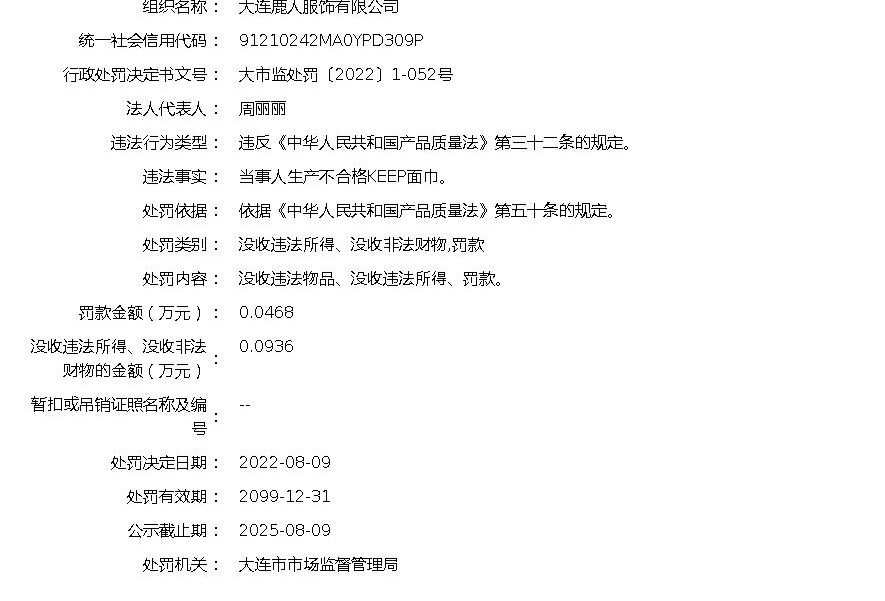 组织名称： 大连鹿人服饰有限公司
统一社会信用代码： 91210242MA0YPD309P
行政处罚决定书文号： 大市监处罚〔2022〕1-052号
法人代表人： 周丽丽
违法行为类型： 违反《中华人民共和国产品质量法》第三十二条的规定。
违法事实： 当事人生产不合格KEEP面巾。
处罚依据： 依据《中华人民共和国产品质量法》第五十条的规定。
处罚类别： 没收违法所得、没收非法财物,罚款
处罚内容： 没收违法物品、没收违法所得、罚款。
罚款金额(万元)： 0.0468
没收违法所得、没收非法
财物的金额(万元)： 0.0936
暂扣或吊销证照名称及编
号： --
处罚决定日期： 2022-08-09
处罚有效期： 2099-12-31
公示截止期： 2025-08-09
处罚机关： 大连市市场监督管理局